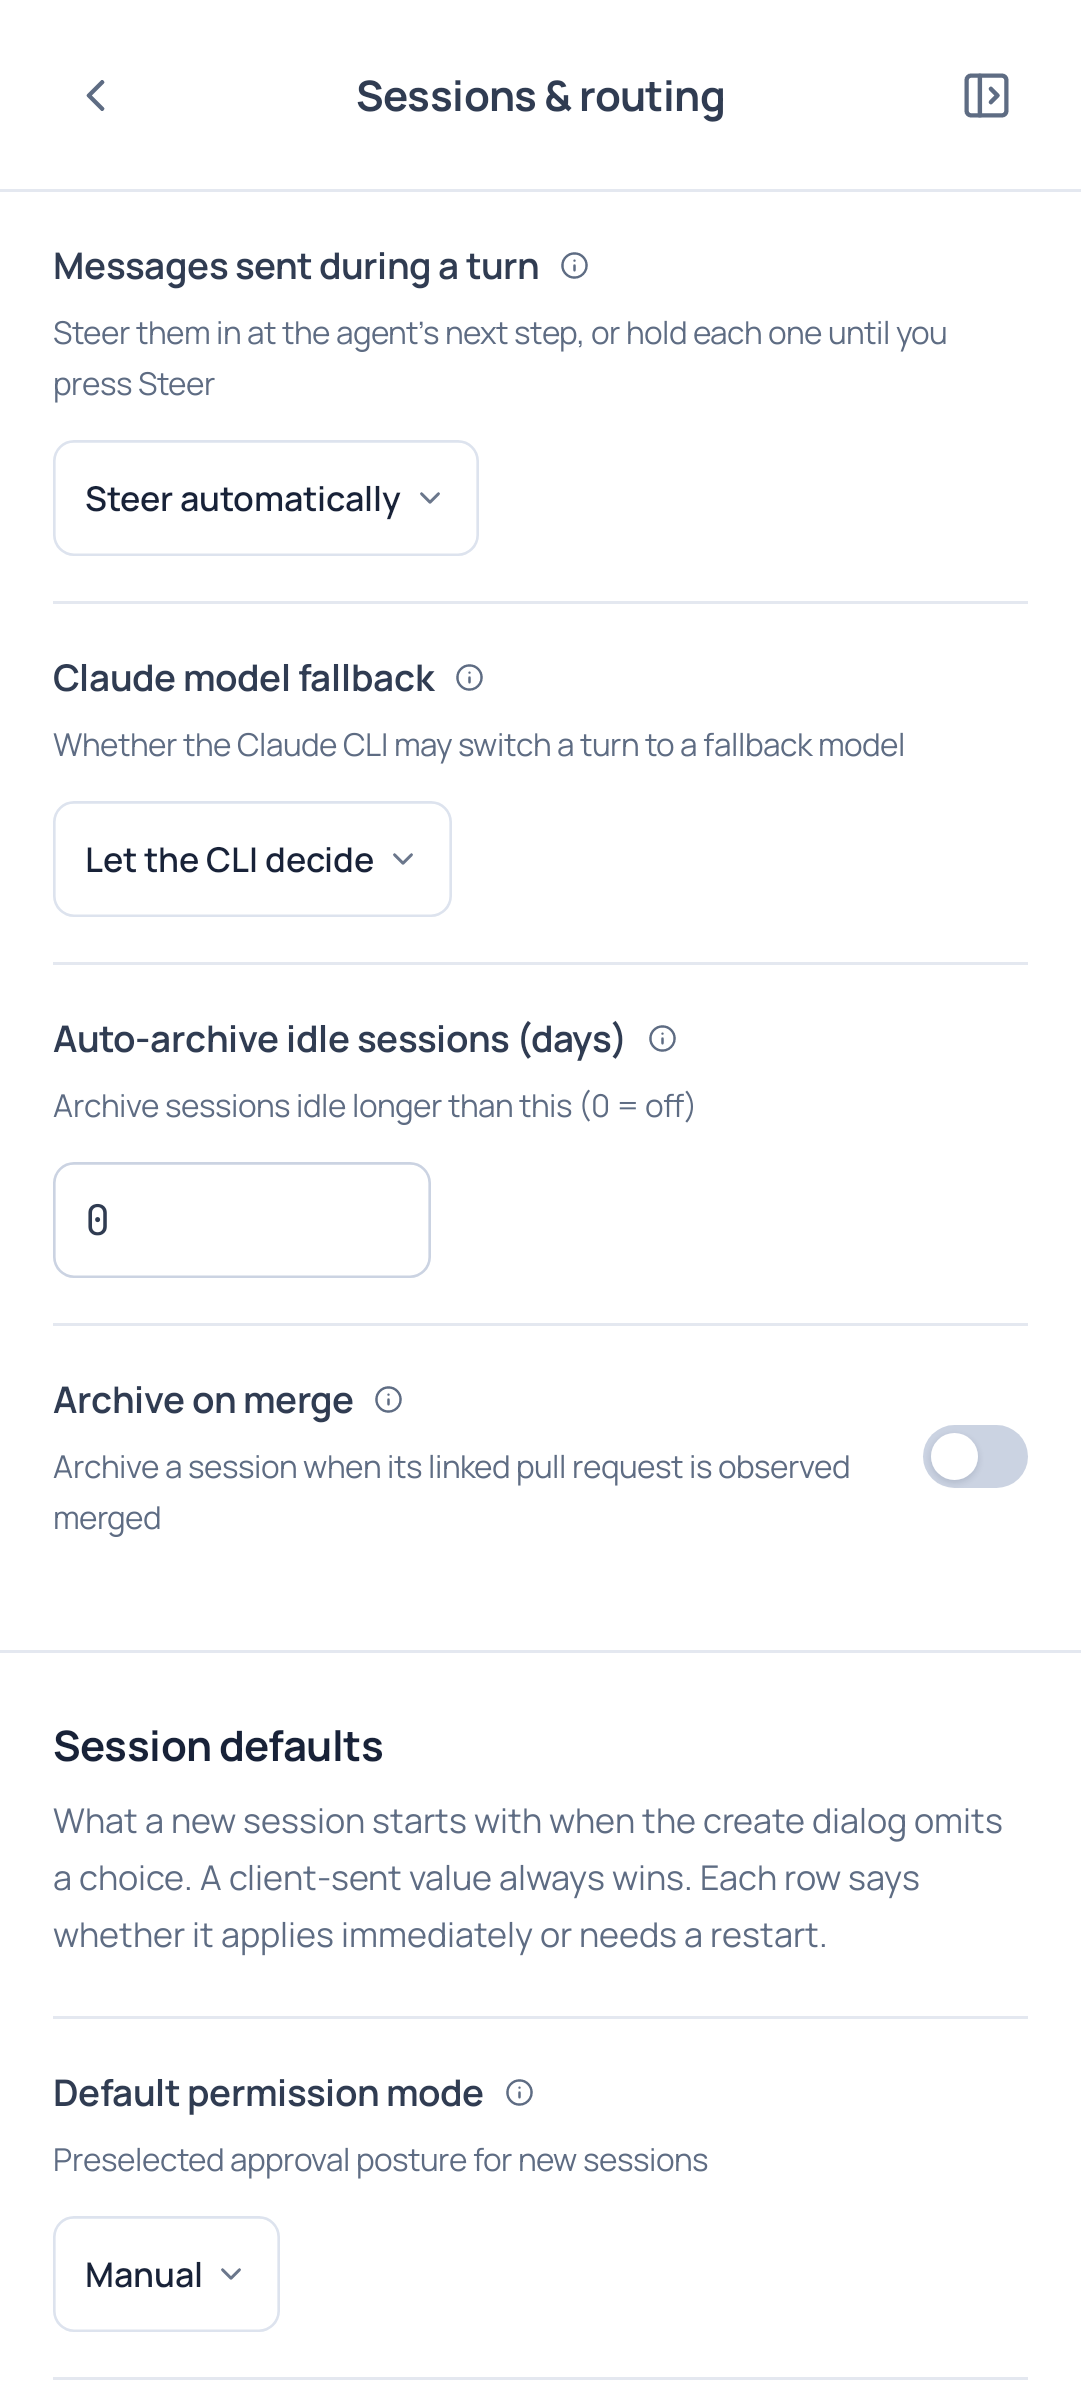 Sessions & routing
Messages sent during a turn
Steer them in at the agent’s next step, or hold each one until you
press Steer
Steer automatically
Claude model fallback
Whether the Claude CLI may switch a turn to a fallback model
Let the CLI decide
Auto-archive idle sessions (days)
Archive sessions idle longer than this (0 = off)
0
Archive on merge
Archive a session when its linked pull request is observed
merged
Session defaults
What a new session starts with when the create dialog omits
a choice. A client-sent value always wins. Each row says
whether it applies immediately or needs a restart.
Default permission mode
Preselected approval posture for new sessions
Manual